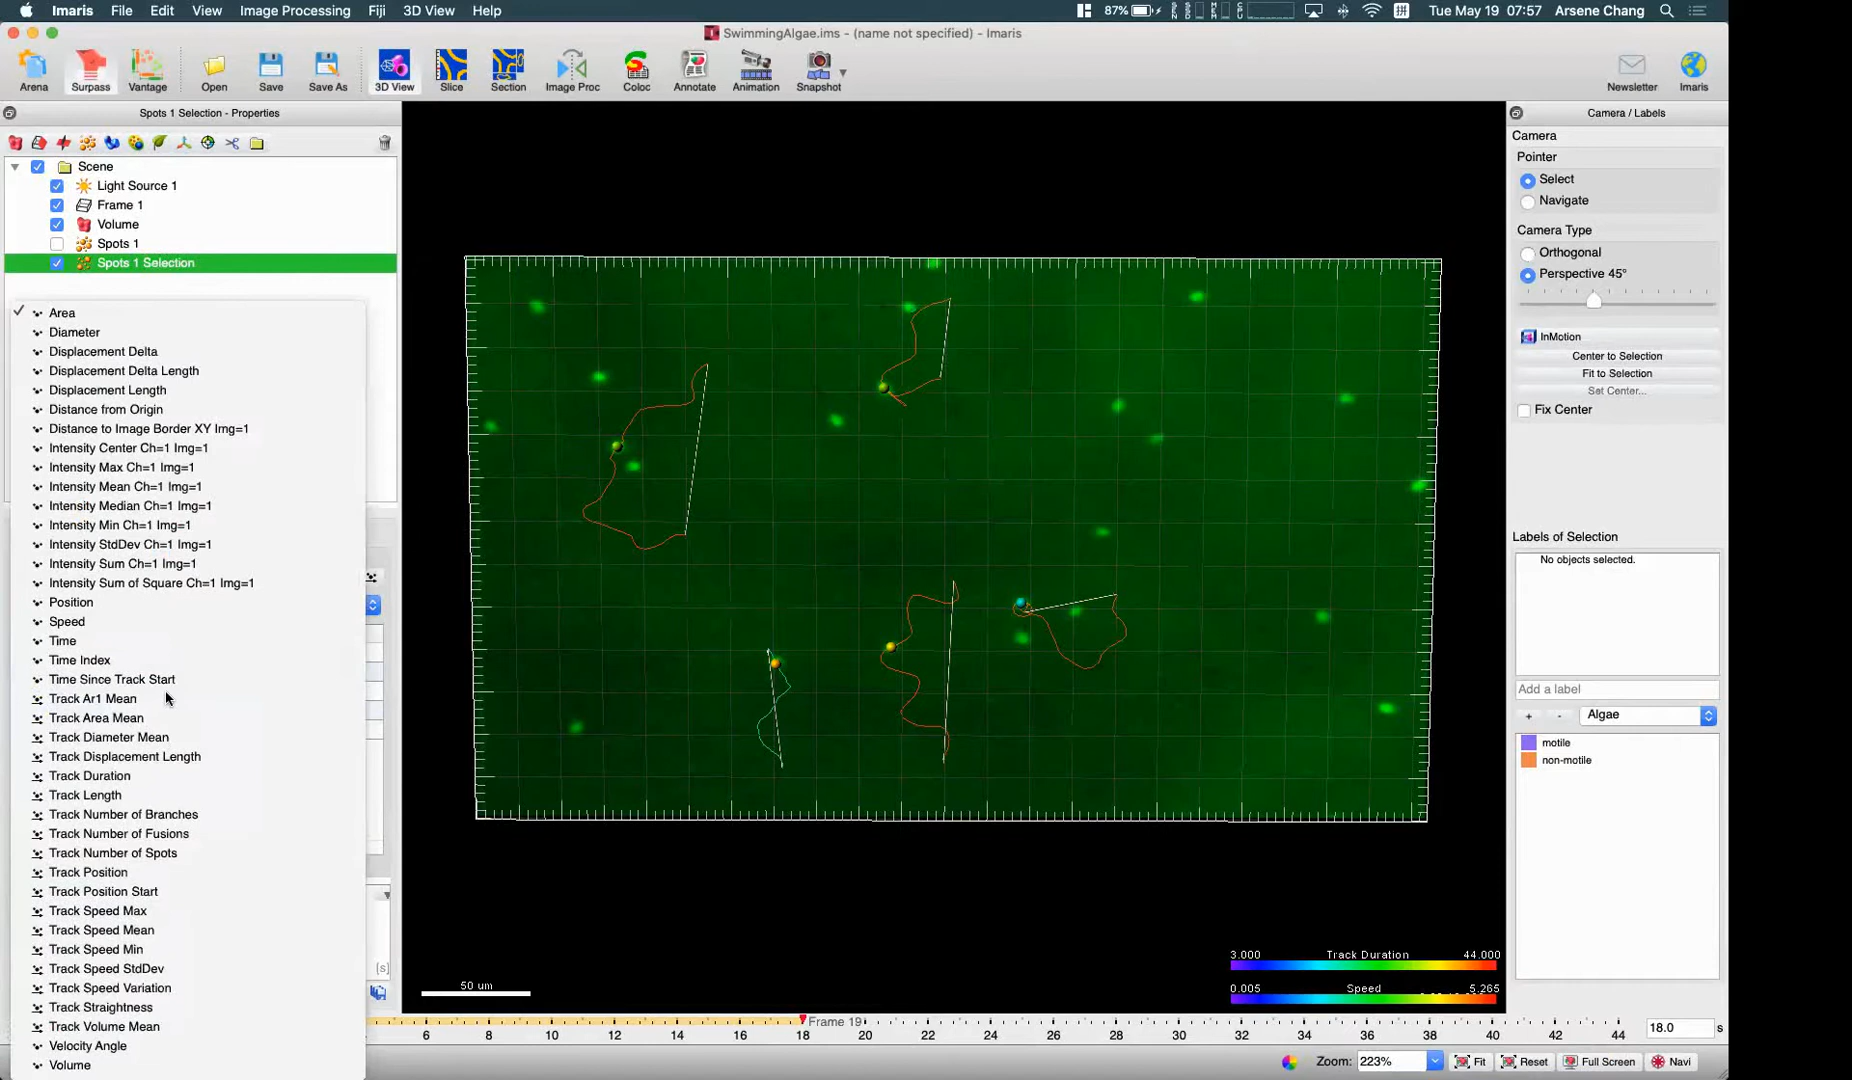 Imaris File Edit View Image Processing Fiji 3D View Help 87% Tue May 19 07:57 Arsene Chang
SwimmingAlgae.ims - (name not specified) - Imaris
Arena Surpass Vantage Open Save Save As 3D View Slice Section Image Proc Coloc Annotate Animation Snapshot Newsletter Imaris
Spots 1 Selection - Properties
Scene
Light Source 1
Frame 1
Volume
Spots 1
Spots 1 Selection
Area
Diameter
Displacement Delta
Displacement Delta Length
Displacement Length
Distance from Origin
Distance to Image Border XY Img=1
Intensity Center Ch=1 Img=1
Intensity Max Ch=1 Img=1
Intensity Mean Ch=1 Img=1
Intensity Median Ch=1 Img=1
Intensity Min Ch=1 Img=1
Intensity StdDev Ch=1 Img=1
Intensity Sum Ch=1 Img=1
Intensity Sum of Square Ch=1 Img=1
Position
Speed
Time
Time Index
Time Since Track Start
Track Ar1 Mean
Track Area Mean
Track Diameter Mean
Track Displacement Length
Track Duration
Track Length
Track Number of Branches
Track Number of Fusions
Track Number of Spots
Track Position
Track Position Start
Track Speed Max
Track Speed Mean
Track Speed Min
Track Speed StdDev
Track Speed Variation
Track Straightness
Track Volume Mean
Velocity Angle
Volume
[s]
50 um
3.000 Track Duration 44.000
0.005 Speed 5.265
Frame 19
6 8 10 12 14 16 20 22 24 26 28 30 32 34 36 38 40 42 44
18.0 s
Zoom: 223% Fit Reset Full Screen Navi
Camera / Labels
Camera
Pointer
Select
Navigate
Camera Type
Orthogonal
Perspective 45°
InMotion
Center to Selection
Fit to Selection
Set Center...
Fix Center
Labels of Selection
No objects selected.
Add a label
+ - Algae
motile
non-motile